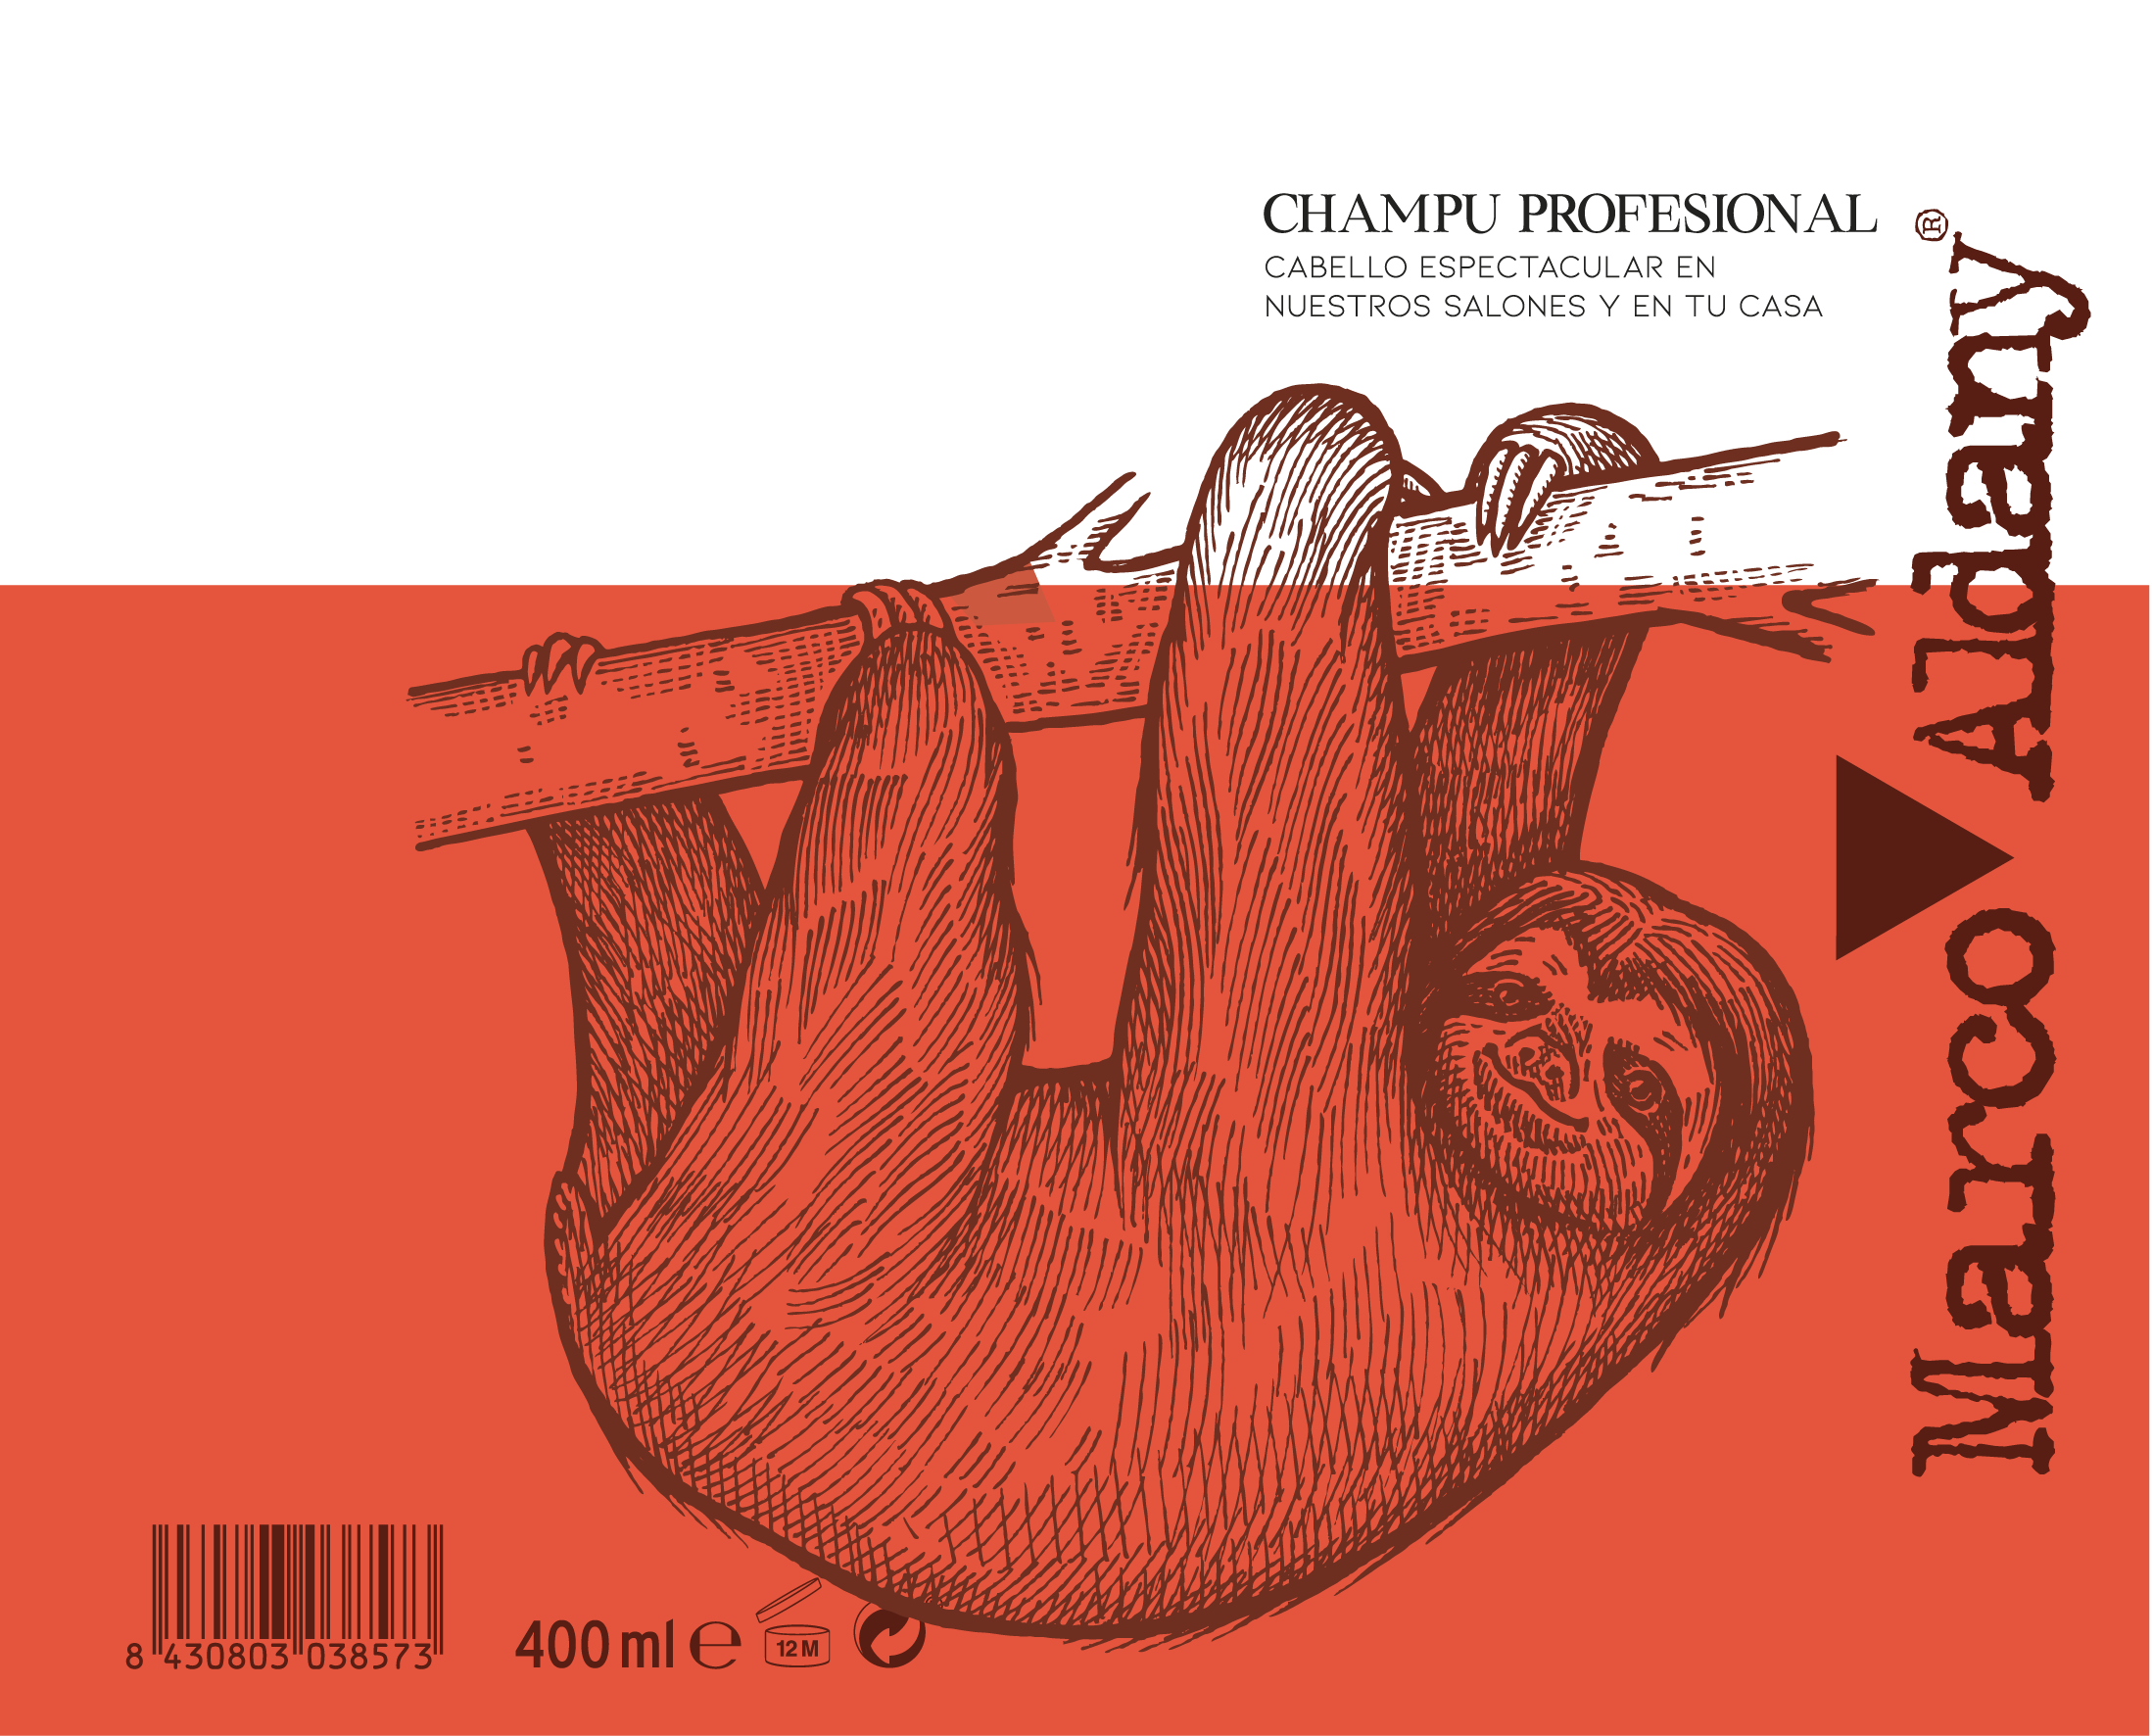 CHAMPU PROFESIONAL
CABELLO ESPECTACULAR EN
NUESTROS SALONES Y EN TU CASA
Marco Aldany®
8 430803 038573
400 ml e
12 M